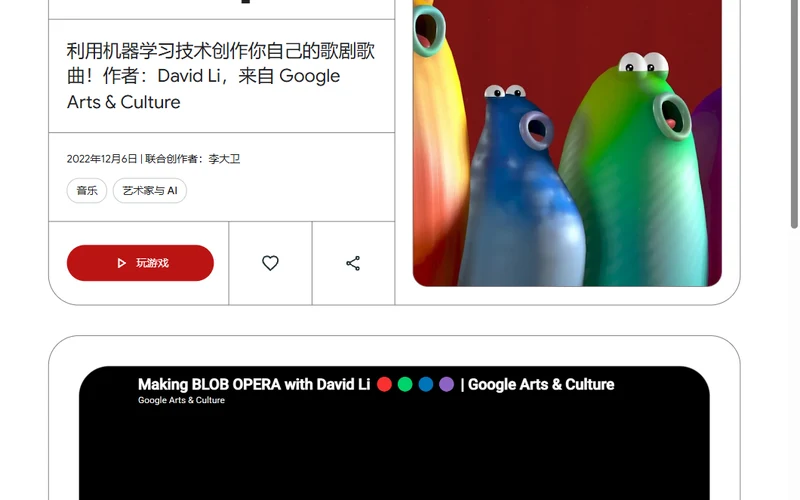 利用机器学习技术创作你自己的歌剧歌
曲！作者：David Li，来自 Google
Arts & Culture
2022年12月6日 | 联合创作者：李大卫
音乐
艺术家与 AI
玩游戏
Making BLOB OPERA with David Li 🔴🟢🔵🟣 | Google Arts & Culture
Google Arts & Culture